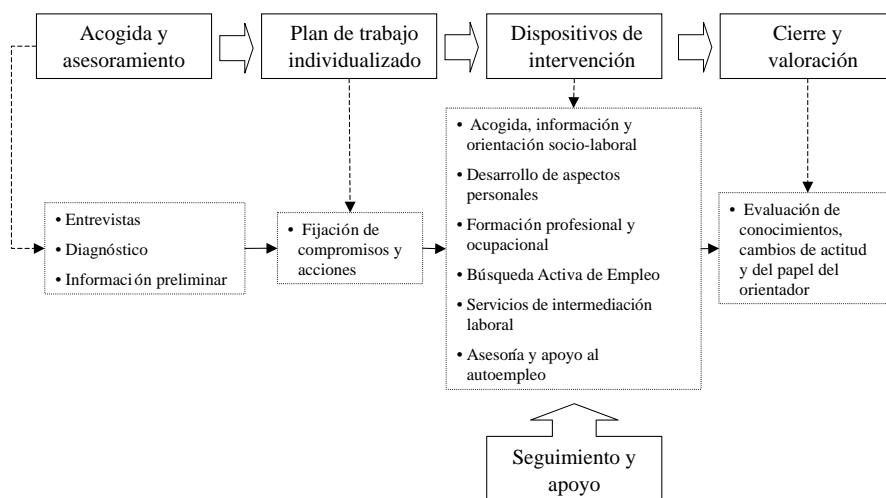 Acogida y
asesoramiento
Plan de trabajo
individualizado
Dispositivos de
intervención
Cierre y
valoración
• Entrevistas
• Diagnóstico
• Información preliminar
• Fijación de
compromisos y
acciones
• Acogida, información y
orientación socio-laboral
• Desarrollo de aspectos
personales
• Formación profesional y
ocupacional
• Búsqueda Activa de Empleo
• Servicios de intermediación
laboral
• Asesoría y apoyo al
autoempleo
• Evaluación de
conocimientos,
cambios de actitud
y del papel del
orientador
Seguimiento y
apoyo